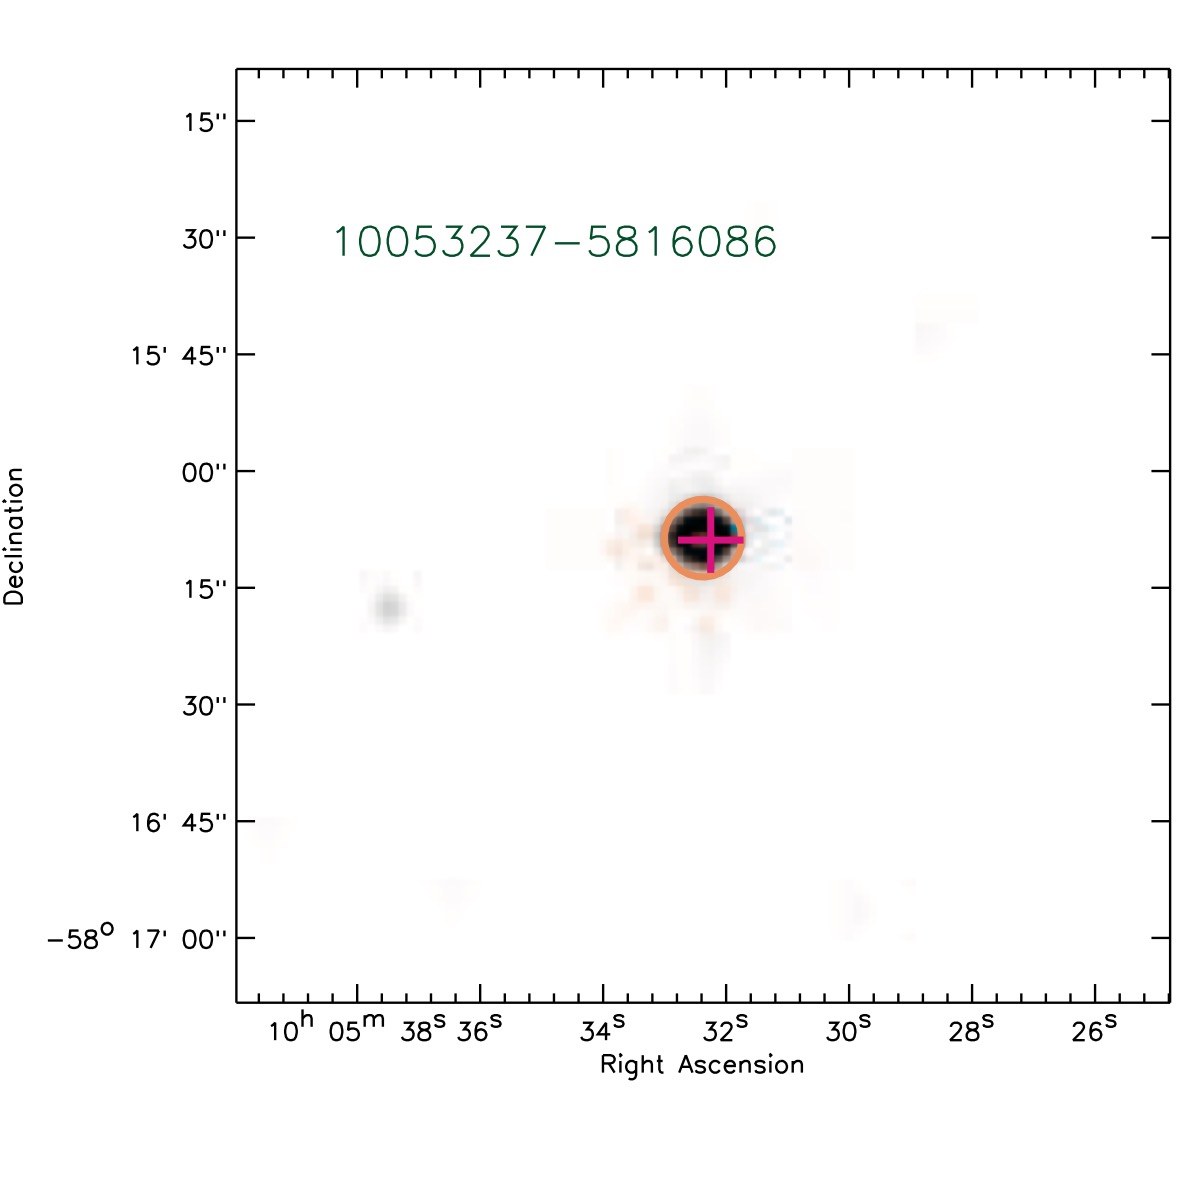 10053237-5816086
15"
30"
15' 45"
00"
15"
30"
16' 45"
-58° 17' 00"
Declination
10ʰ 05ᵐ 38ˢ 36ˢ 34ˢ 32ˢ 30ˢ 28ˢ 26ˢ
Right Ascension